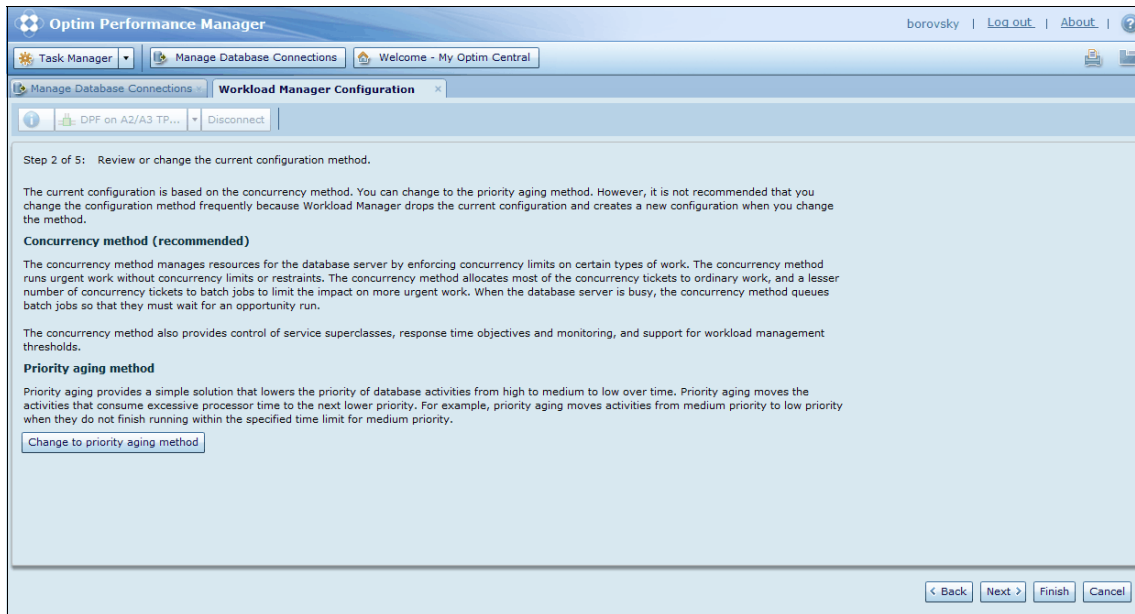 Optim Performance Manager
borovsky | Log out | About | ?
Task Manager Manage Database Connections Welcome - My Optim Central
Manage Database Connections × Workload Manager Configuration ×
DPF on A2/A3 TP... Disconnect
Step 2 of 5: Review or change the current configuration method.
The current configuration is based on the concurrency method. You can change to the priority aging method. However, it is not recommended that you
change the configuration method frequently because Workload Manager drops the current configuration and creates a new configuration when you change
the method.
Concurrency method (recommended)
The concurrency method manages resources for the database server by enforcing concurrency limits on certain types of work. The concurrency method
runs urgent work without concurrency limits or restraints. The concurrency method allocates most of the concurrency tickets to ordinary work, and a lesser
number of concurrency tickets to batch jobs to limit the impact on more urgent work. When the database server is busy, the concurrency method queues
batch jobs so that they must wait for an opportunity run.
The concurrency method also provides control of service superclasses, response time objectives and monitoring, and support for workload management
thresholds.
Priority aging method
Priority aging provides a simple solution that lowers the priority of database activities from high to medium to low over time. Priority aging moves the
activities that consume excessive processor time to the next lower priority. For example, priority aging moves activities from medium priority to low priority
when they do not finish running within the specified time limit for medium priority.
Change to priority aging method
< Back Next > Finish Cancel